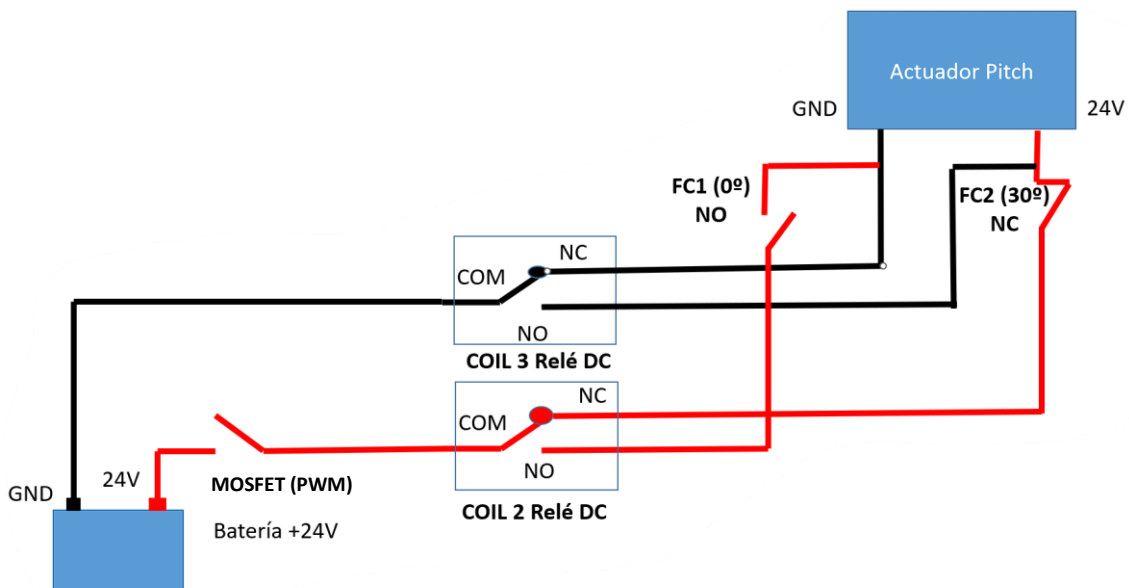 Actuador Pitch
GND
24V
FC1 (0º)
NO
FC2 (30º)
NC
NC
COM
NO
COIL 3 Relé DC
NC
COM
NO
COIL 2 Relé DC
24V
GND
MOSFET (PWM)
Batería +24V